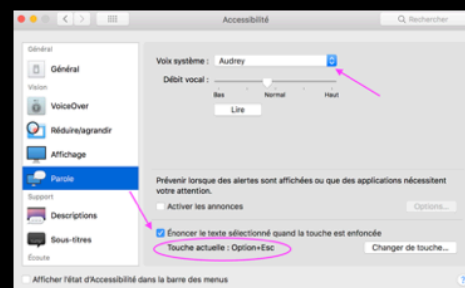 Accessibilité
Rechercher
Général
Général
Vision
VoiceOver
Réduire/agrandir
Affichage
Parole
Support
Descriptions
Sous-titres
Écoute
Voix système : Audrey
Débit vocal :
Bas Normal Haut
Lire
Prévenir lorsque des alertes sont affichées ou que des applications nécessitent
votre attention.
Activer les annonces
Options...
Énoncer le texte sélectionné quand la touche est enfoncée
Touche actuelle : Option+Esc
Changer de touche...
Afficher l'état d'Accessibilité dans la barre des menus
?